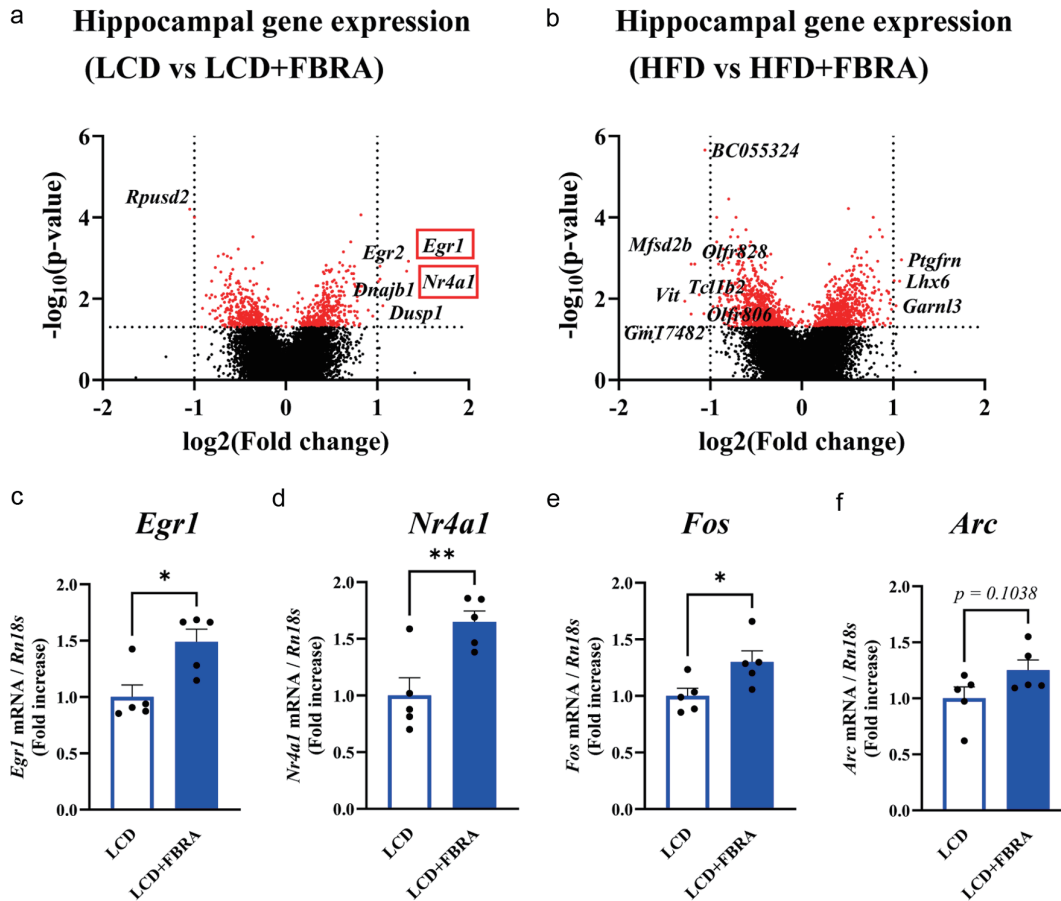 a
Hippocampal gene expression
(LCD vs LCD+FBRA)
-log10(p-value)
6
4
2
0
Rpusd2
Egr2
Egr1
Dnajb1
Nr4a1
Dusp1
-2
-1
0
1
2
log2(Fold change)
b
Hippocampal gene expression
(HFD vs HFD+FBRA)
-log10(p-value)
6
4
2
0
BC055324
Mfsd2b
Olfr828
Ptgfrn
Vit
Tcl1b2
Lhx6
Olfr806
Garnl3
Gm17482
-2
-1
0
1
2
log2(Fold change)
c
Egr1
*
Egr1 mRNA / Rn18s
(Fold increase)
2.0
1.5
1.0
0.5
0.0
LCD
LCD+FBRA
d
Nr4a1
**
Nr4a1 mRNA / Rn18s
(Fold increase)
2.0
1.5
1.0
0.5
0.0
LCD
LCD+FBRA
e
Fos
*
Fos mRNA / Rn18s
(Fold increase)
2.0
1.5
1.0
0.5
0.0
LCD
LCD+FBRA
f
Arc
p = 0.1038
Arc mRNA / Rn18s
(Fold increase)
2.0
1.5
1.0
0.5
0.0
LCD
LCD+FBRA